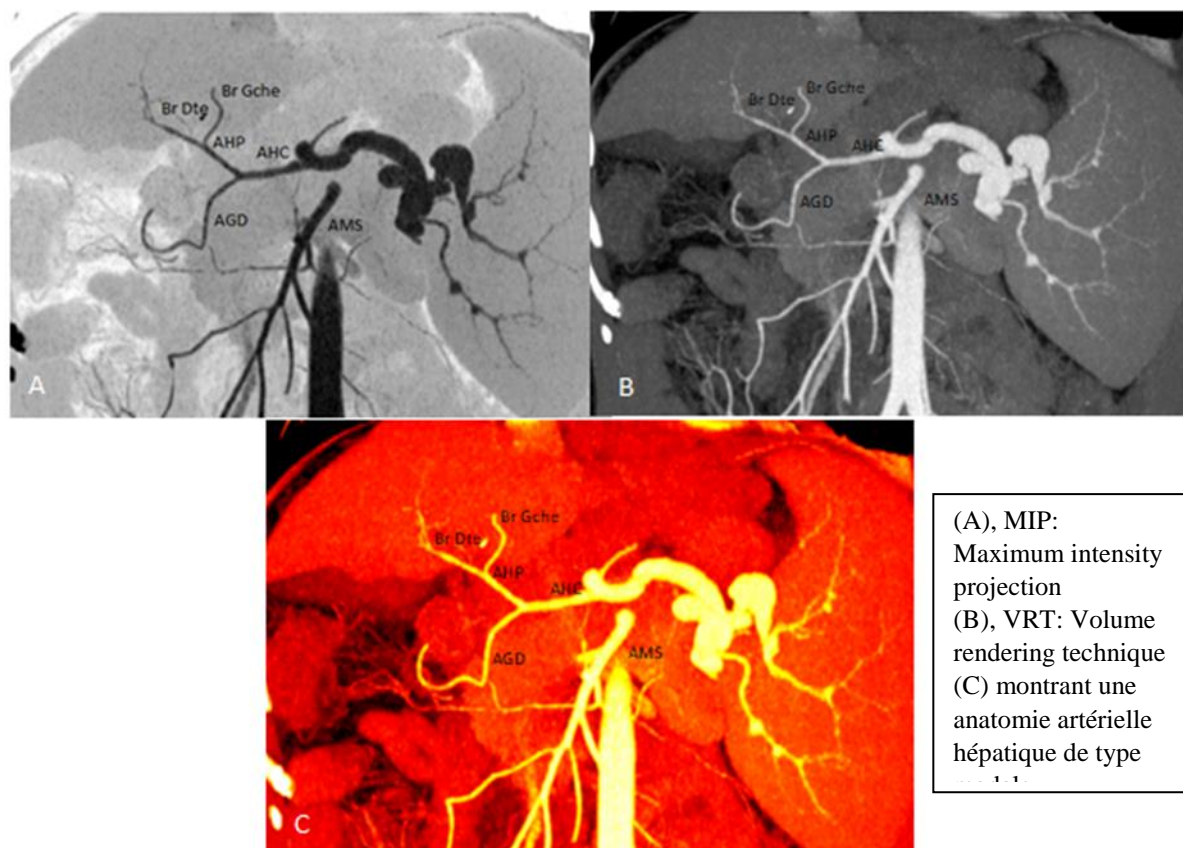 Br Gche
Br Dte
AHP
AHC
AGD
AMS
A
Br Gche
Br Dte
AHP
AHC
AGD
AMS
B
Br Gche
Br Dte
AHP
AHC
AGD
AMS
C
(A), MIP:
Maximum intensity
projection
(B), VRT: Volume
rendering technique
(C) montrant une
anatomie artérielle
hépatique de type